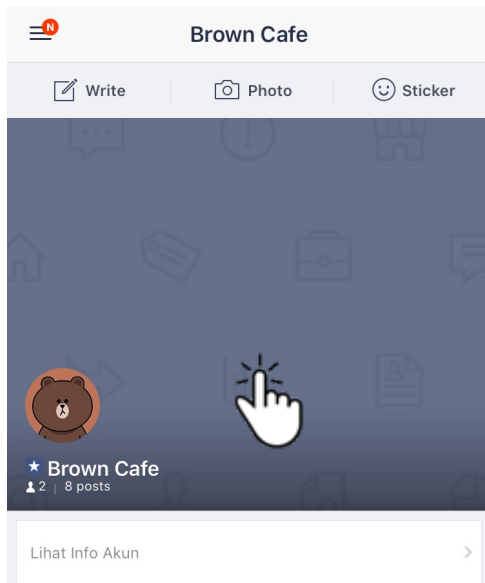 N
Brown Cafe
Write
Photo
Sticker
Brown Cafe
2 | 8 posts
Lihat Info Akun